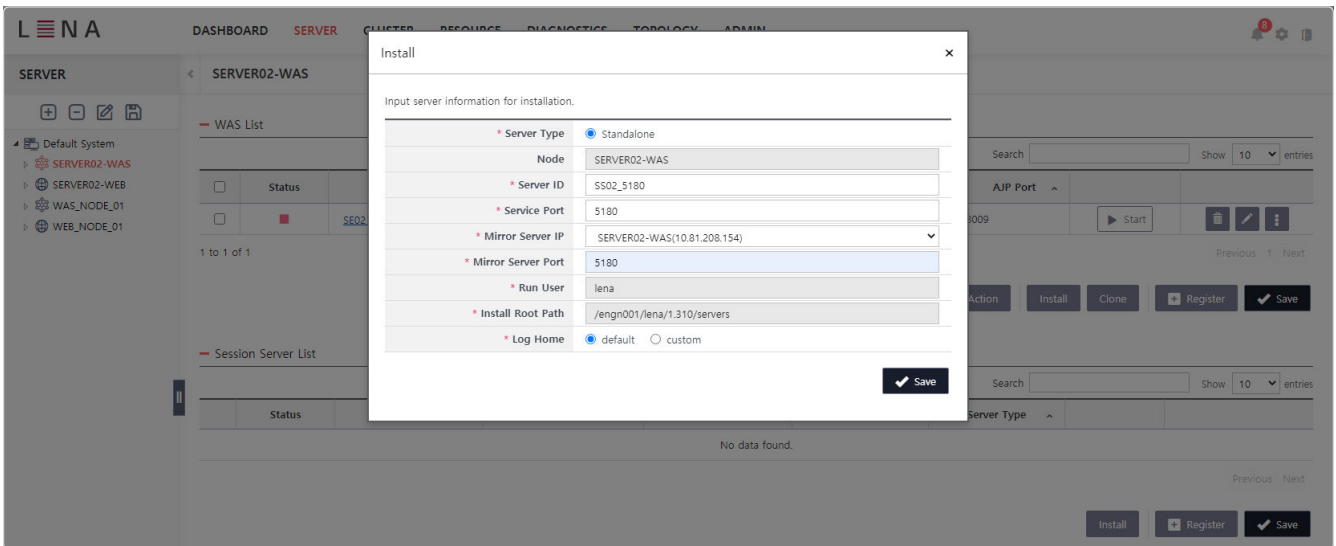 LENA
DASHBOARD SERVER CLUSTER RESOURCE DIAGNOSTICS TOPOLOGY ADMIN
8
SERVER
SERVER02-WAS
Default System
SERVER02-WAS
SERVER02-WEB
WAS_NODE_01
WEB_NODE_01
WAS List
Search
Show 10 entries
Status
AJP Port
SE02
8009
Start
1 to 1 of 1
Previous 1 Next
Action
Install
Clone
Register
Save
Install
Input server information for installation.
* Server Type Standalone
Node SERVER02-WAS
* Server ID SS02_5180
* Service Port 5180
* Mirror Server IP SERVER02-WAS(10.81.208.154)
* Mirror Server Port 5180
* Run User lena
* Install Root Path /engn001/lena/1.310/servers
* Log Home default custom
Save
Session Server List
Search
Show 10 entries
Status
Server Type
No data found.
Previous Next
Install
Register
Save